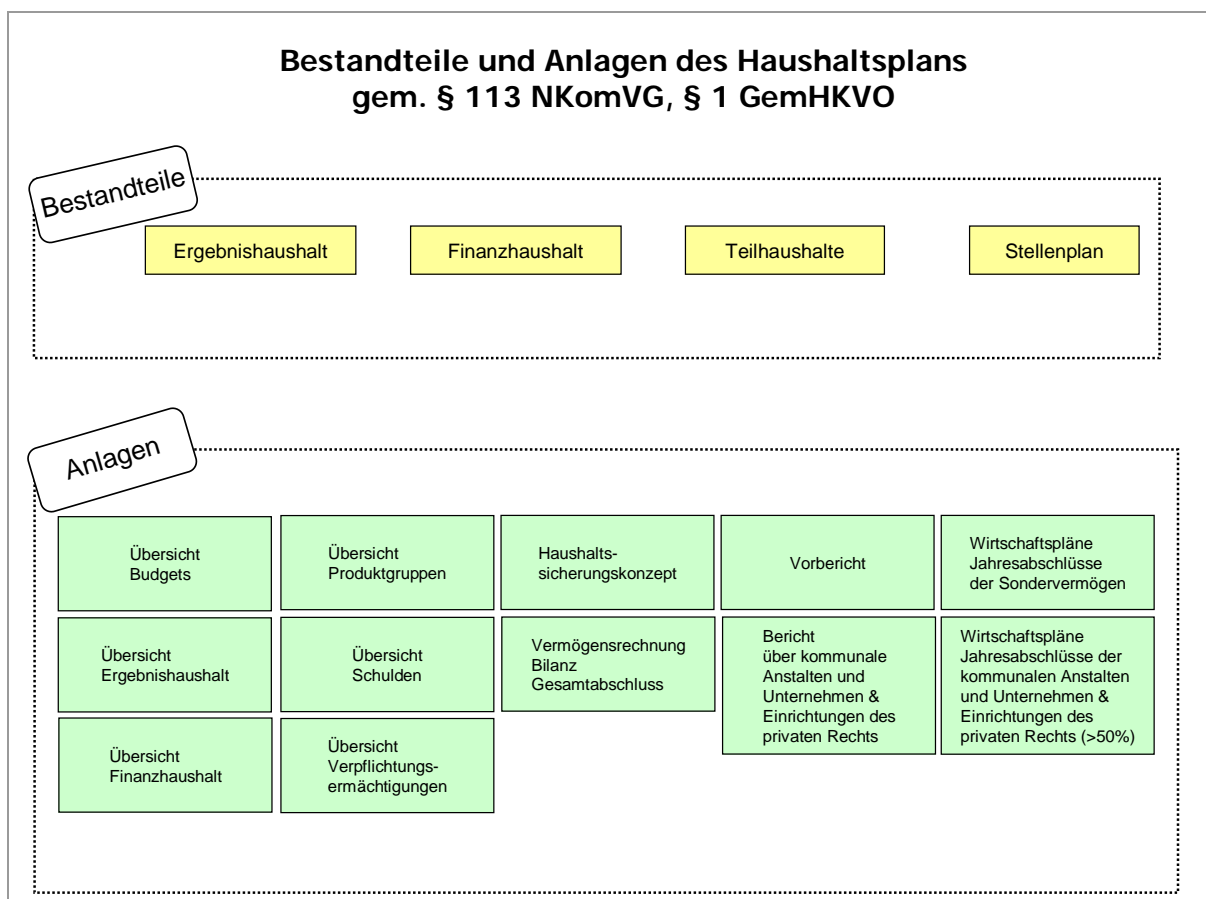 Bestandteile und Anlagen des Haushaltsplans
gem. § 113 NKomVG, § 1 GemHKVO
Bestandteile
Ergebnishaushalt
Finanzhaushalt
Teilhaushalte
Stellenplan
Anlagen
Übersicht
Budgets
Übersicht
Produktgruppen
Haushalts-
sicherungskonzept
Vorbericht
Wirtschaftspläne
Jahresabschlüsse
der Sondervermögen
Übersicht
Ergebnishaushalt
Übersicht
Schulden
Vermögensrechnung
Bilanz
Gesamtabschluss
Bericht
über kommunale
Anstalten und
Unternehmen &
Einrichtungen des
privaten Rechts
Wirtschaftspläne
Jahresabschlüsse der
kommunalen Anstalten
und Unternehmen &
Einrichtungen des
privaten Rechts (>50%)
Übersicht
Finanzhaushalt
Übersicht
Verpflichtungs-
ermächtigungen